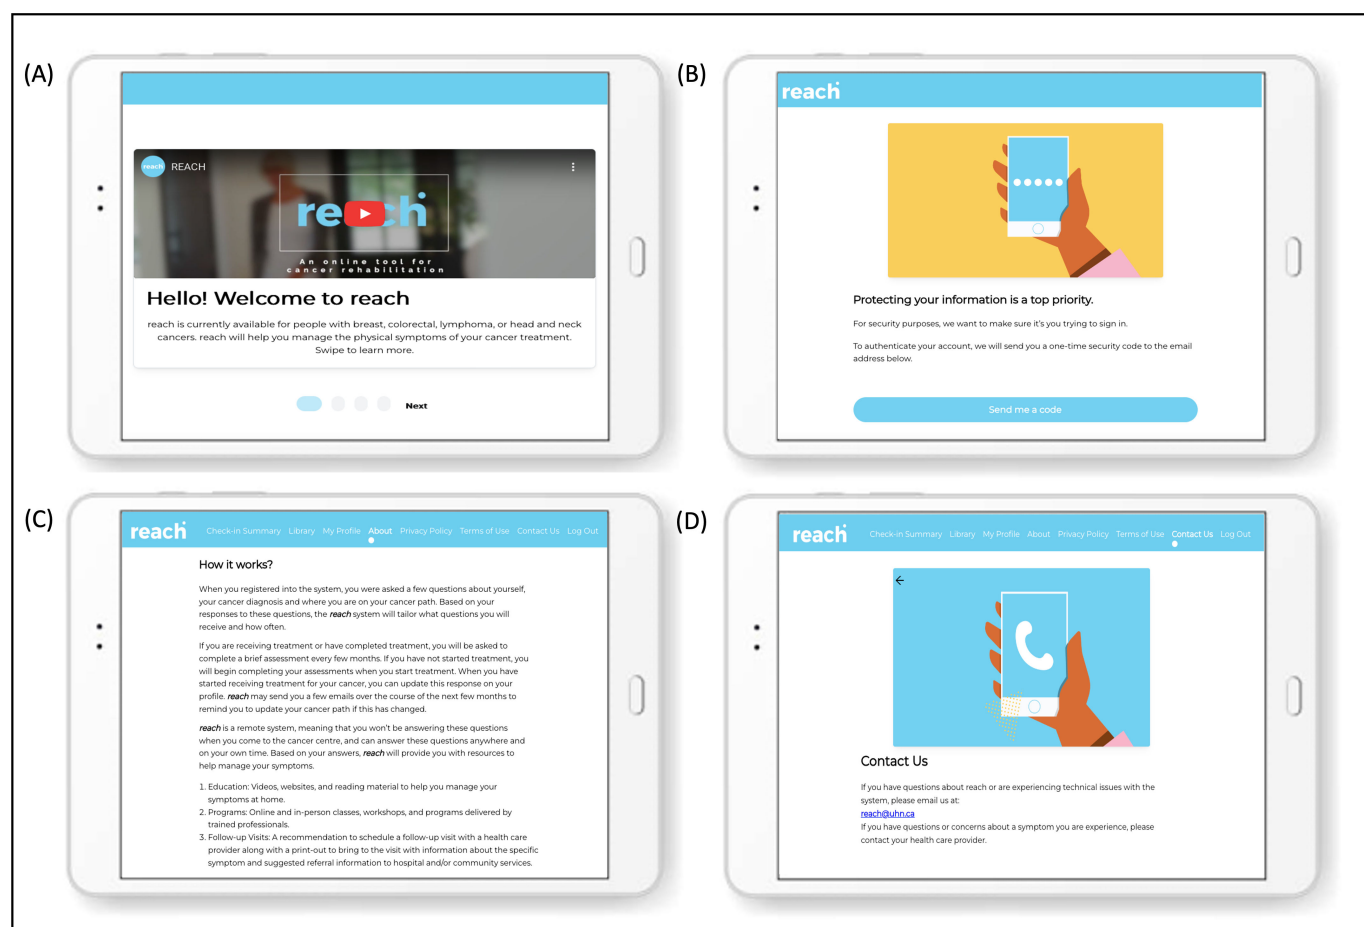 (A)
reach REACH
reach
An online tool for
cancer rehabilitation
Hello! Welcome to reach
reach is currently available for people with breast, colorectal, lymphoma, or head and neck
cancers. reach will help you manage the physical symptoms of your cancer treatment.
Swipe to learn more.
Next
(B)
reach
Protecting your information is a top priority.
For security purposes, we want to make sure it's you trying to sign in.
To authenticate your account, we will send you a one-time security code to the email
address below.
Send me a code
(C)
reach Check-in Summary Library My Profile About Privacy Policy Terms of Use Contact Us Log Out
How it works?
When you registered into the system, you were asked a few questions about yourself,
your cancer diagnosis and where you are on your cancer path. Based on your
responses to these questions, the reach system will tailor what questions you will
receive and how often.
If you are receiving treatment or have completed treatment, you will be asked to
complete a brief assessment every few months. If you have not started treatment, you
will begin completing your assessments when you start treatment. When you have
started receiving treatment for your cancer, you can update this response on your
profile. reach may send you a few emails over the course of the next few months to
remind you to update your cancer path if this has changed.
reach is a remote system, meaning that you won't be answering these questions
when you come to the cancer centre, and can answer these questions anywhere and
on your own time. Based on your answers, reach will provide you with resources to
help manage your symptoms.
1. Education: Videos, websites, and reading material to help you manage your
symptoms at home.
2. Programs: Online and in-person classes, workshops, and programs delivered by
trained professionals.
3. Follow-up Visits: A recommendation to schedule a follow-up visit with a health care
provider along with a print-out to bring to the visit with information about the specific
symptom and suggested referral information to hospital and/or community services.
(D)
reach Check-in Summary Library My Profile About Privacy Policy Terms of Use Contact Us Log Out
Contact Us
If you have questions about reach or are experiencing technical issues with the
system, please email us at:
reach@uhn.ca
If you have questions or concerns about a symptom you are experience, please
contact your health care provider.